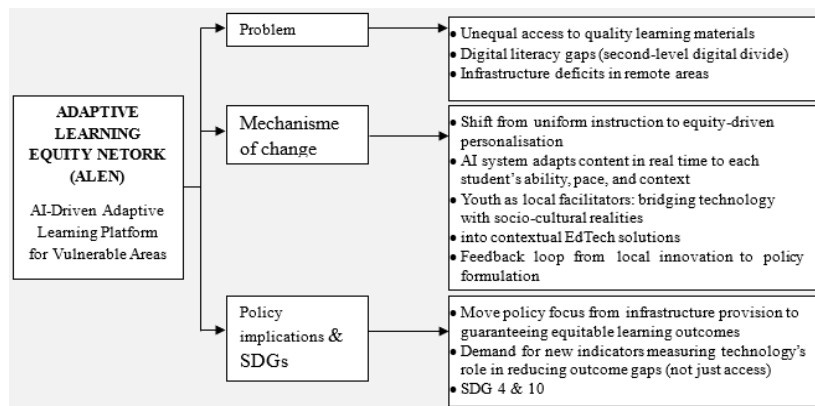 Problem
• Unequal access to quality learning materials
• Digital literacy gaps (second-level digital divide)
• Infrastructure deficits in remote areas
ADAPTIVE
LEARNING
EQUITY NETORK
(ALEN)
AI-Driven Adaptive
Learning Platform
for Vulnerable Areas
Mechanisme
of change
• Shift from uniform instruction to equity-driven
personalisation
• AI system adapts content in real time to each
student's ability, pace, and context
• Youth as local facilitators: bridging technology
with socio-cultural realities
• into contextual EdTech solutions
• Feedback loop from local innovation to policy
formulation
Policy
implications &
SDGs
• Move policy focus from infrastructure provision to
guaranteeing equitable learning outcomes
• Demand for new indicators measuring technology's
role in reducing outcome gaps (not just access)
• SDG 4 & 10